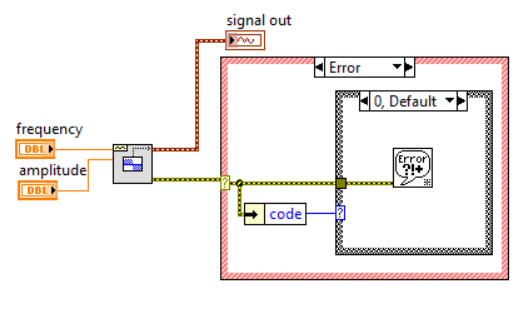 signal out
Error
0, Default
frequency
DBL
amplitude
DBL
Error
?!+
?
code
?